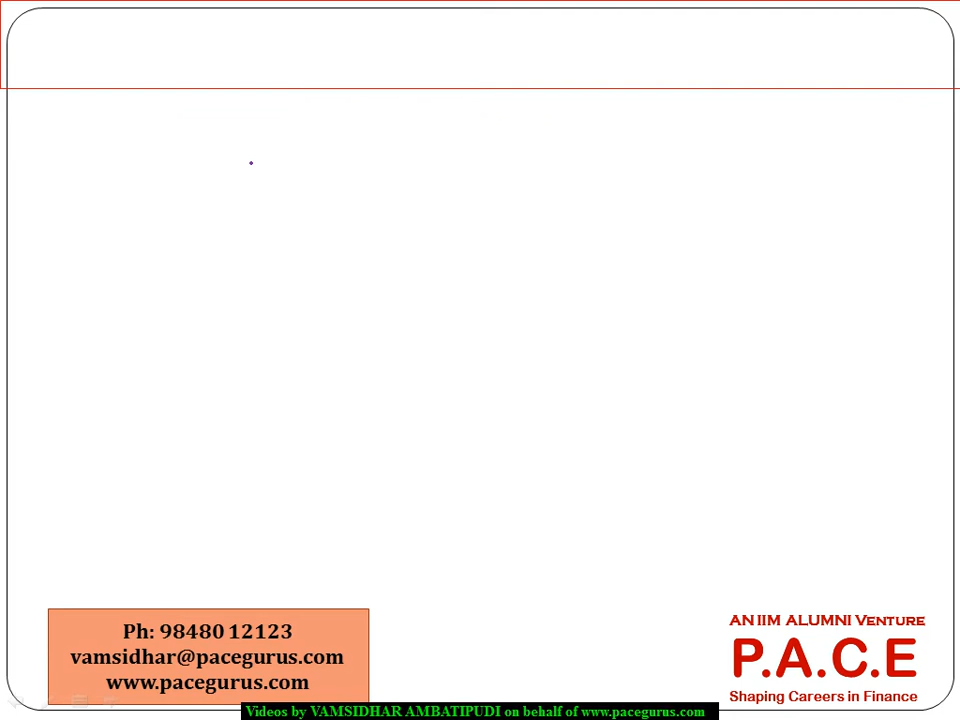 Ph: 98480 12123
vamsidhar@pacegurus.com
www.pacegurus.com
AN IIM ALUMNI VENTURE
P.A.C.E
Shaping Careers in Finance
Videos by VAMSIDHAR AMBATIPUDI on behalf of www.pacegurus.com